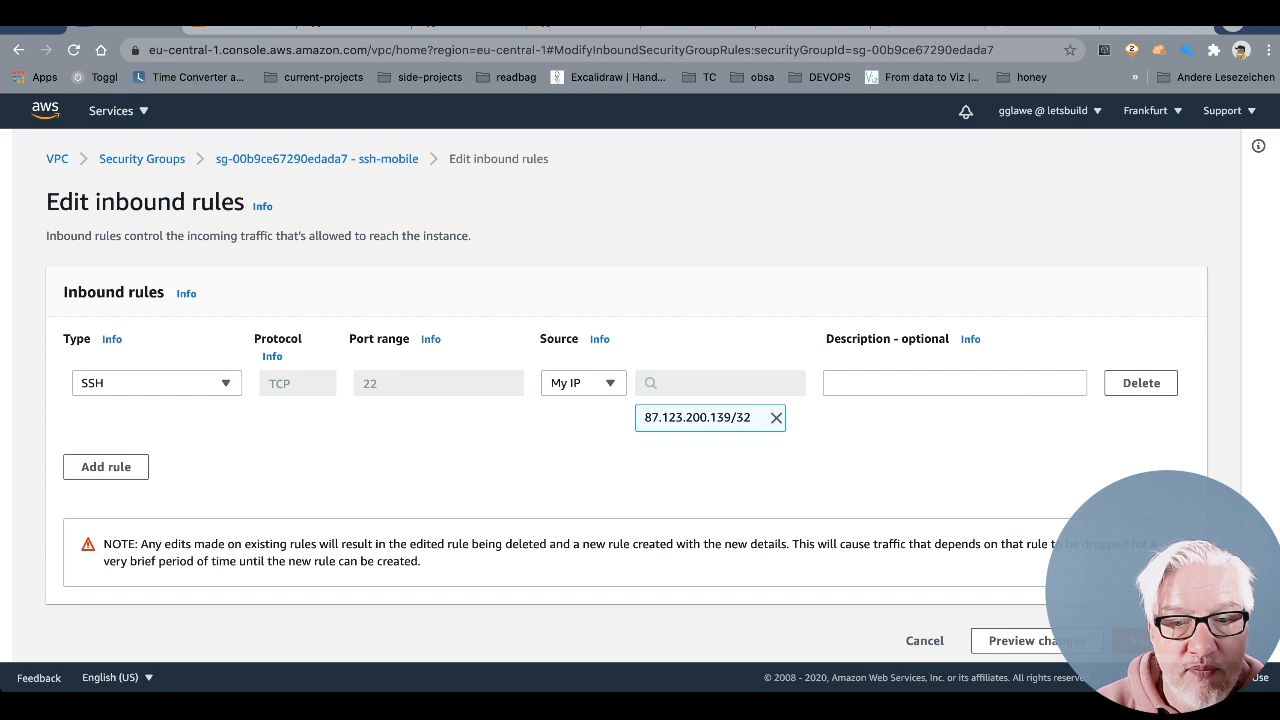 eu-central-1.console.aws.amazon.com/vpc/home?region=eu-central-1#ModifyInboundSecurityGroupRules:securityGroupId=sg-00b9ce67290edada7
Apps Toggl Time Converter a... current-projects side-projects readbag Excalidraw | Hand... TC obsa DEVOPS From data to Viz |... honey » Andere Lesezeichen
aws Services gglawe @ letsbuild Frankfurt Support
VPC Security Groups sg-00b9ce67290edada7 - ssh-mobile Edit inbound rules
Edit inbound rules Info
Inbound rules control the incoming traffic that's allowed to reach the instance.
Inbound rules Info
Type Info Protocol Info Port range Info Source Info Description - optional Info
SSH TCP 22 My IP Delete
87.123.200.139/32
Add rule
NOTE: Any edits made on existing rules will result in the edited rule being deleted and a new rule created with the new details. This will cause traffic that depends on that rule to be dropped for a
very brief period of time until the new rule can be created.
Cancel Preview changes
Feedback English (US) © 2008 - 2020, Amazon Web Services, Inc. or its affiliates. All rights reserve Use